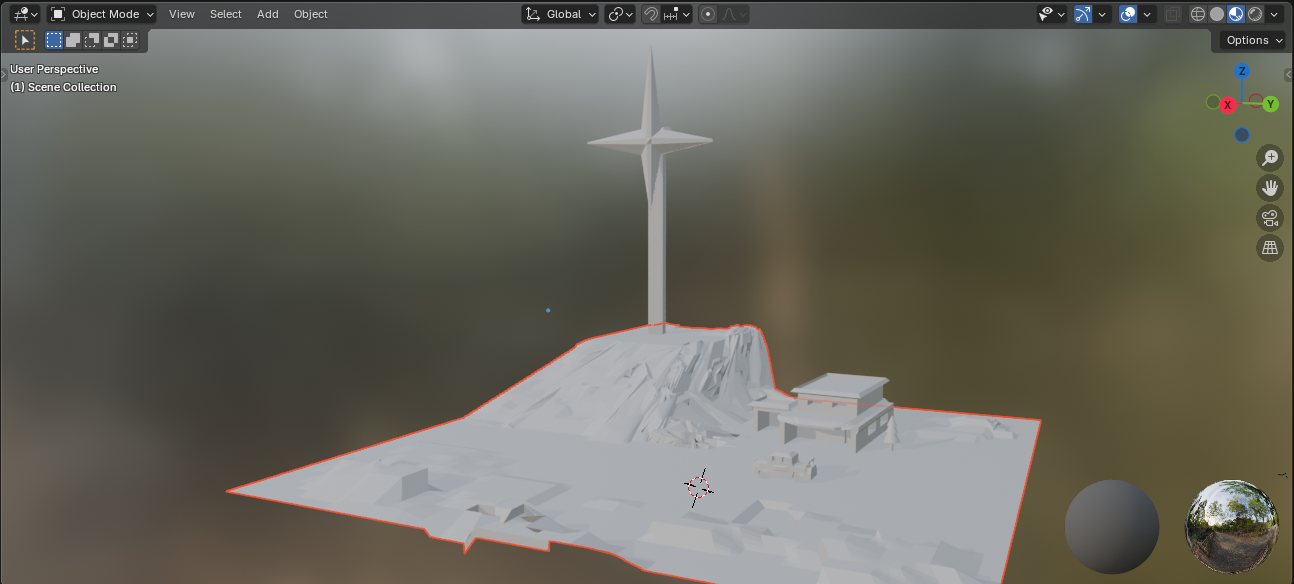 Object Mode View Select Add Object Global
Options
User Perspective
(1) Scene Collection
Z
X Y